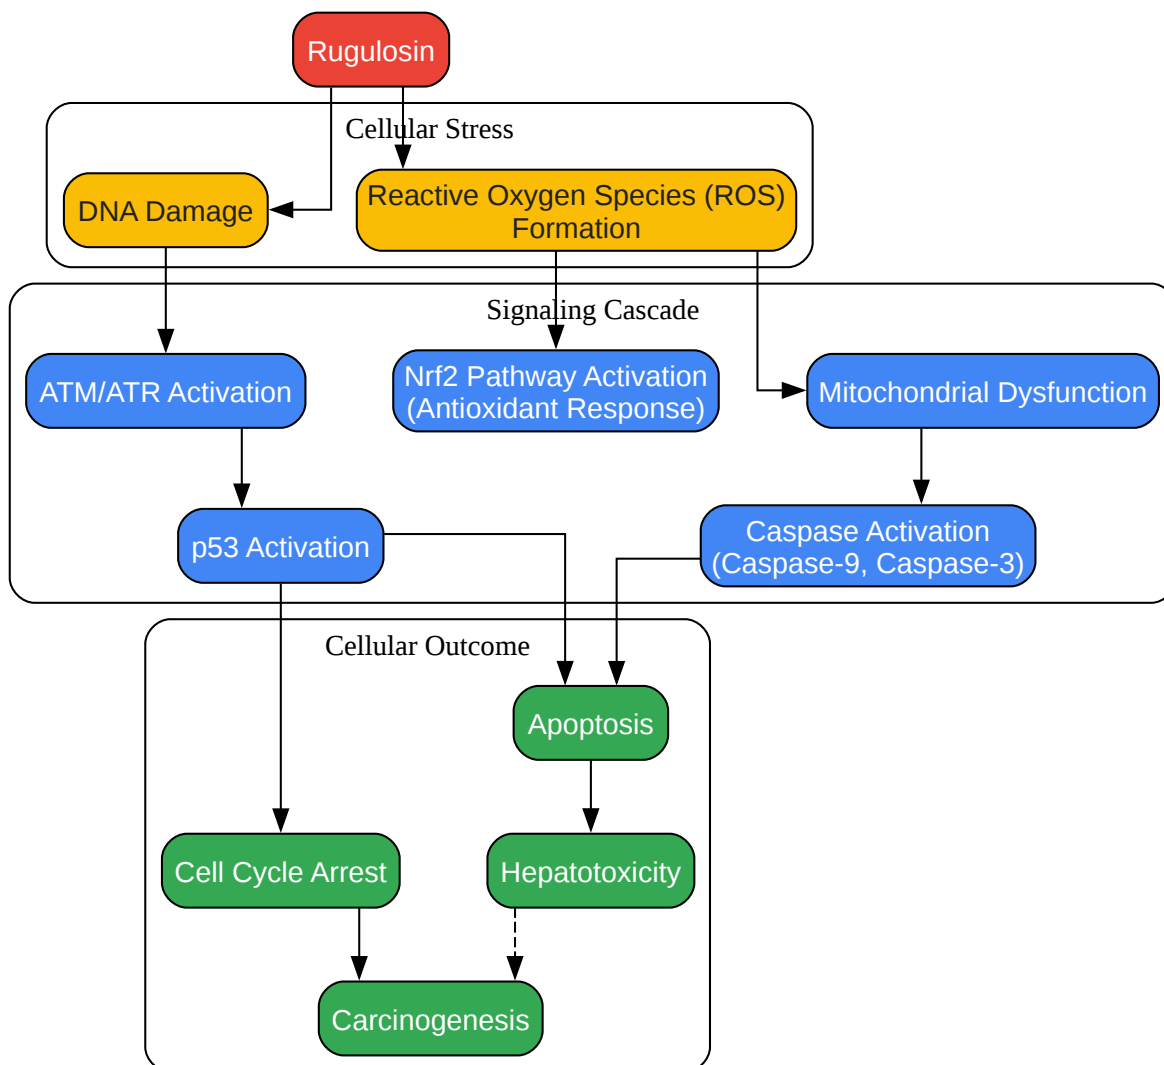 Rugulosin
Cellular Stress
DNA Damage
Reactive Oxygen Species (ROS)
Formation
Signaling Cascade
ATM/ATR Activation
Nrf2 Pathway Activation
(Antioxidant Response)
Mitochondrial Dysfunction
p53 Activation
Caspase Activation
(Caspase-9, Caspase-3)
Cellular Outcome
Apoptosis
Cell Cycle Arrest
Hepatotoxicity
Carcinogenesis